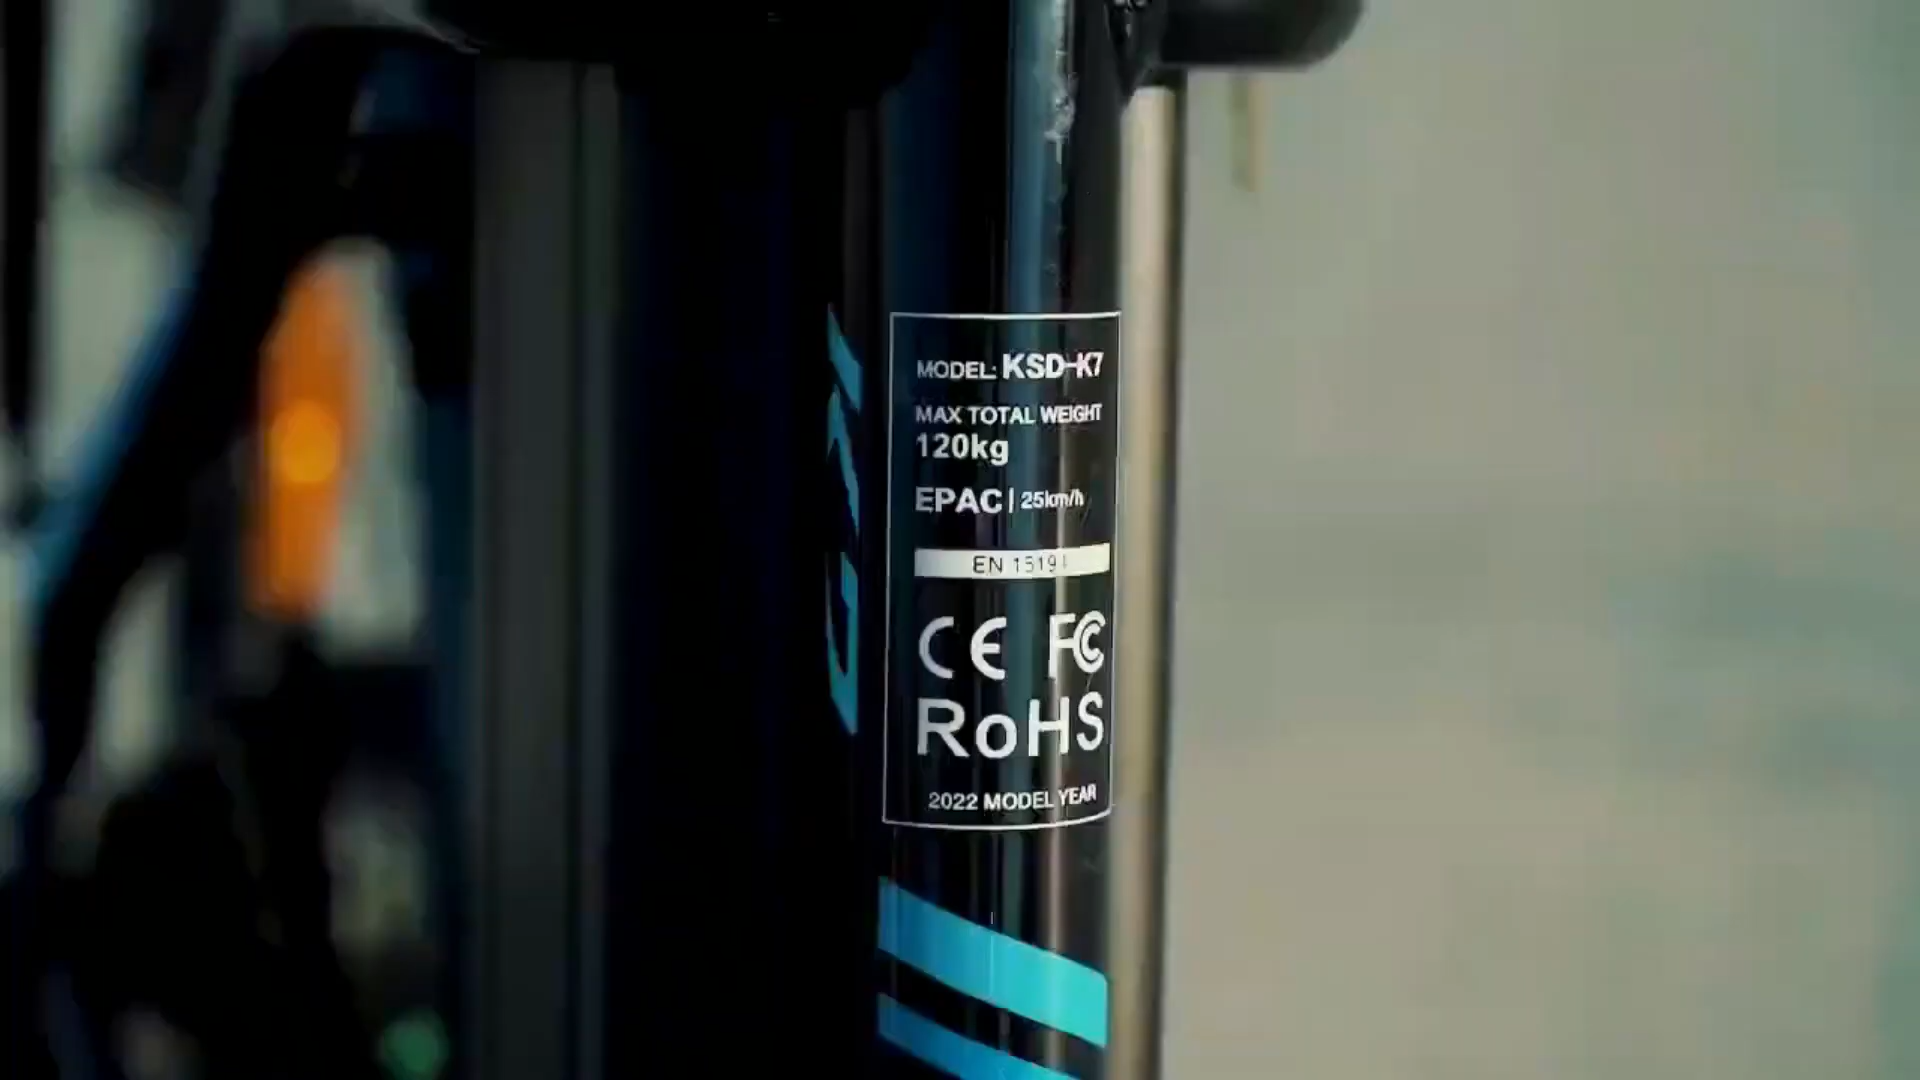 MODEL: KSD-K7
MAX TOTAL WEIGHT
120kg
EPAC | 25km/h
EN 15194
CE FC
RoHS
2022 MODEL YEAR